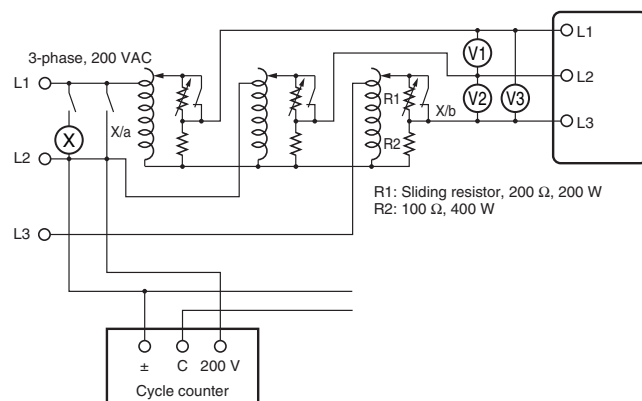 3-phase, 200 VAC
L1
L2
L3
X
X/a
R1
R2
X/b
V1
V2
V3
L1
L2
L3
R1: Sliding resistor, 200 Ω, 200 W
R2: 100 Ω, 400 W
± C 200 V
Cycle counter